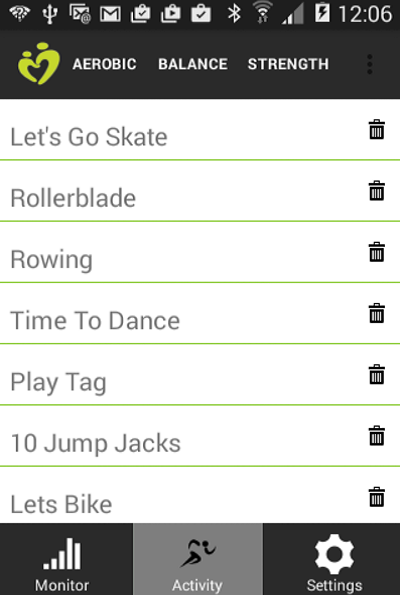 12:06
AEROBIC BALANCE STRENGTH
Let's Go Skate
Rollerblade
Rowing
Time To Dance
Play Tag
10 Jump Jacks
Lets Bike
Monitor Activity Settings